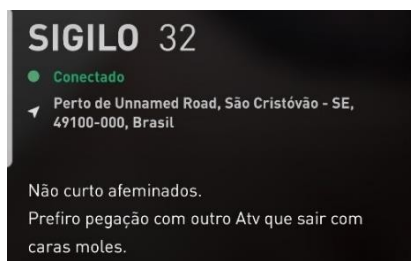 SIGILO 32
Conectado
Perto de Unnamed Road, São Cristóvão - SE,
49100-000, Brasil
Não curto afeminados.
Prefiro pegação com outro Atv que sair com
caras moles.